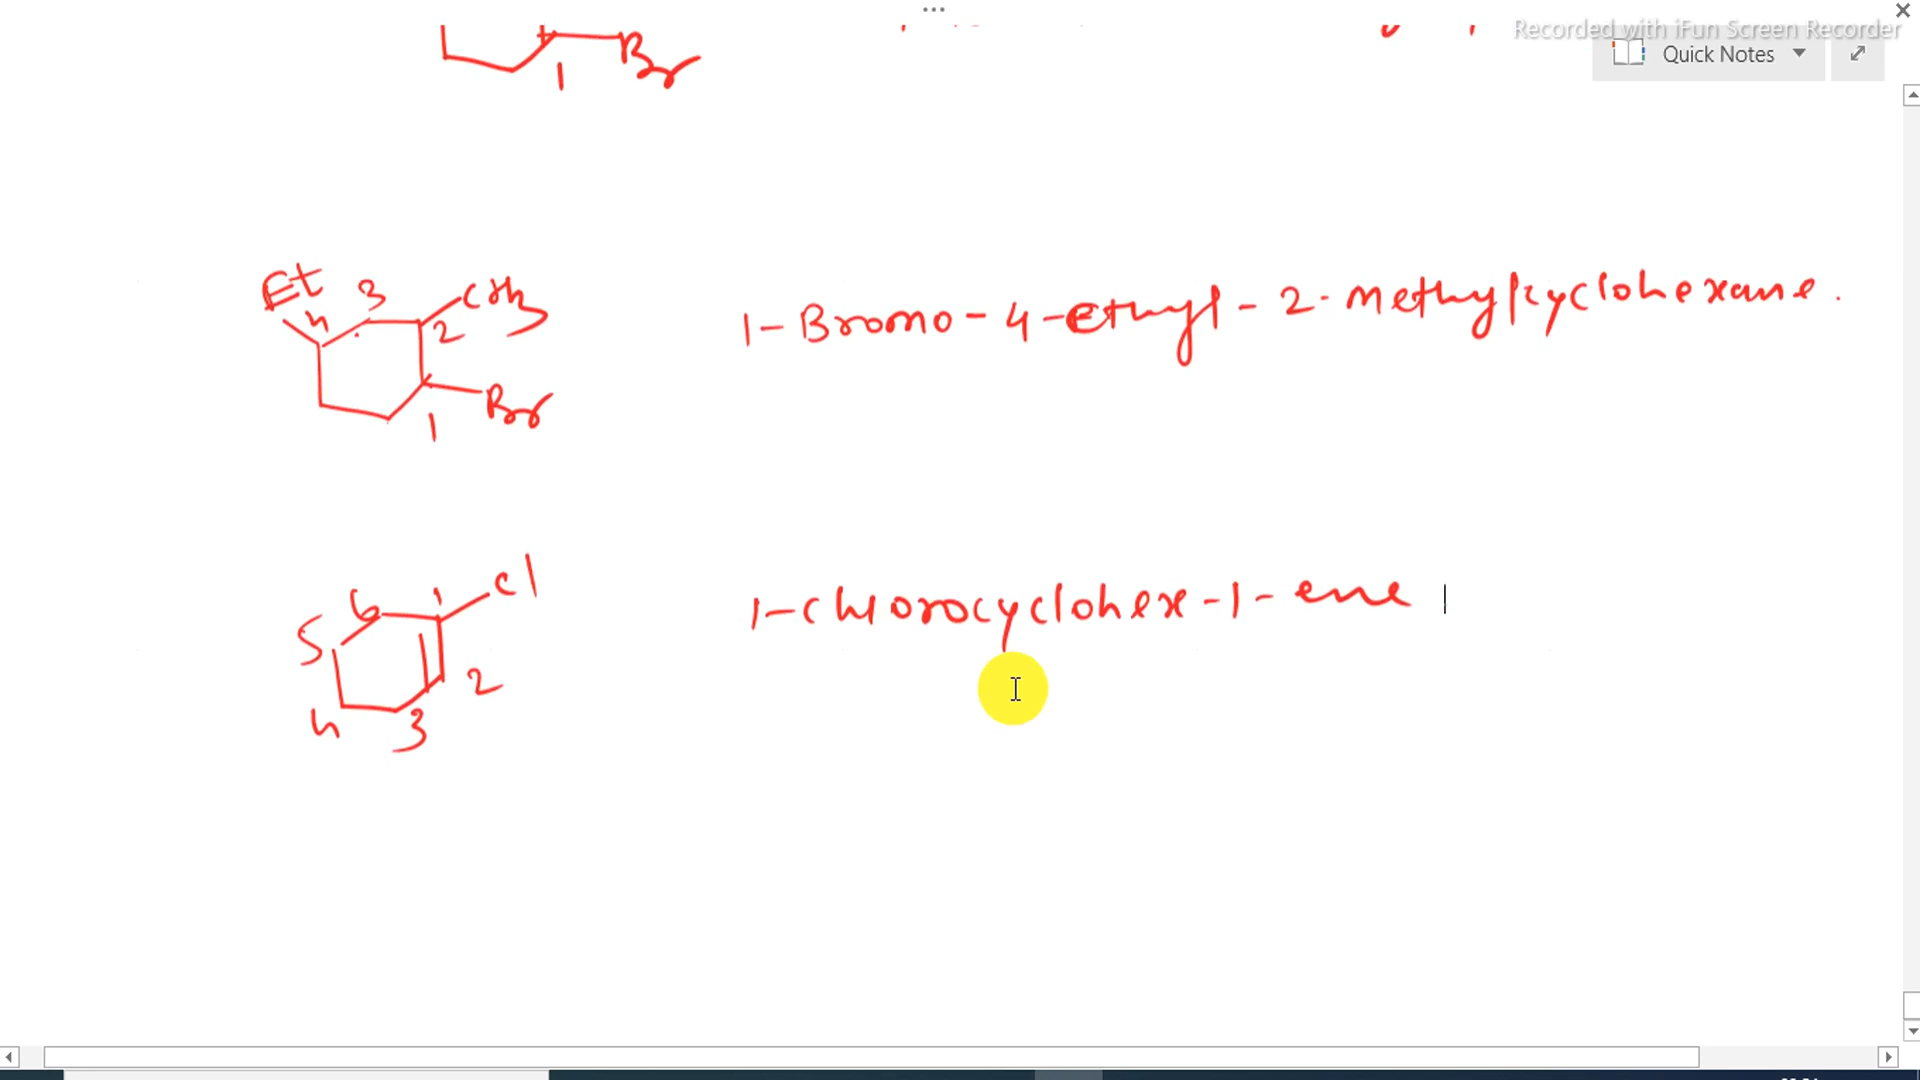 Recorded with iFun Screen Recorder
Quick Notes
Br
1
Et 3 CH3
4 2
1-Bromo-4-ethyl-2-methylcyclohexane.
Br
1
6 1 Cl
5
1-chlorocyclohex-1-ene
2
4 3